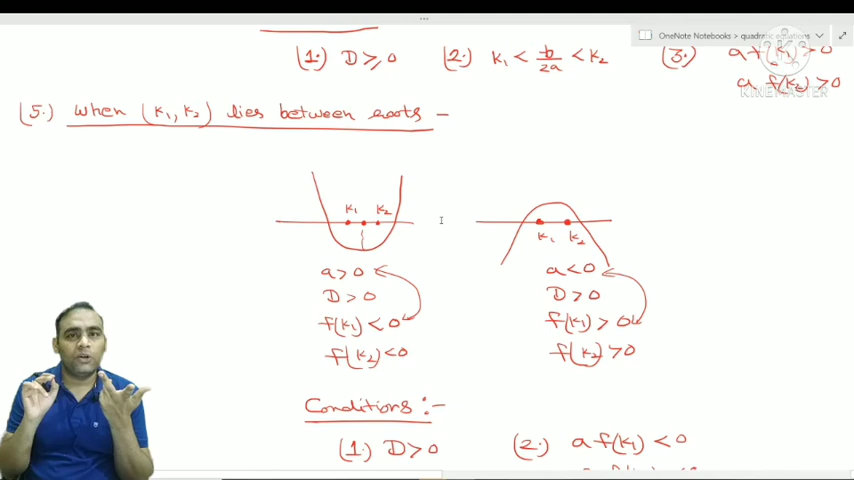 OneNote Notebooks > quadratic equations
(1.) D ≥ 0 (2.) K₁ < b/2a < K₂ (3.) a f(K₁) > 0
a f(K₂) > 0
KINEMASTER
(5.) when (K₁, K₂) lies between roots -
K₁ K₂
K₁ K₂
a > 0
D > 0
f(K₁) < 0
f(K₂) < 0
a < 0
D > 0
f(K₁) > 0
f(K₂) > 0
Conditions :-
(1.) D > 0 (2.) a f(K₁) < 0